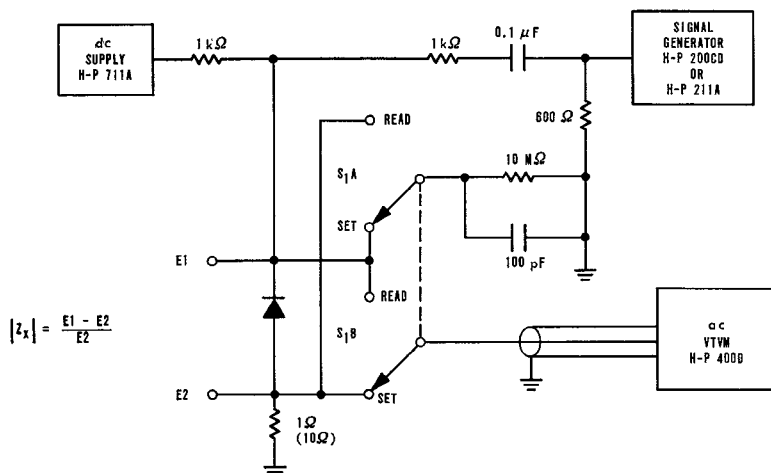 dc
SUPPLY
H-P 711A
1 kΩ
1 kΩ
0.1 μF
SIGNAL
GENERATOR
H-P 200CD
OR
H-P 211A
600 Ω
READ
S1A
10 MΩ
SET
100 pF
E1
READ
|Zx| = E1 - E2
E2
S1B
ac
VTVM
H-P 400D
E2
SET
1Ω
(10Ω)